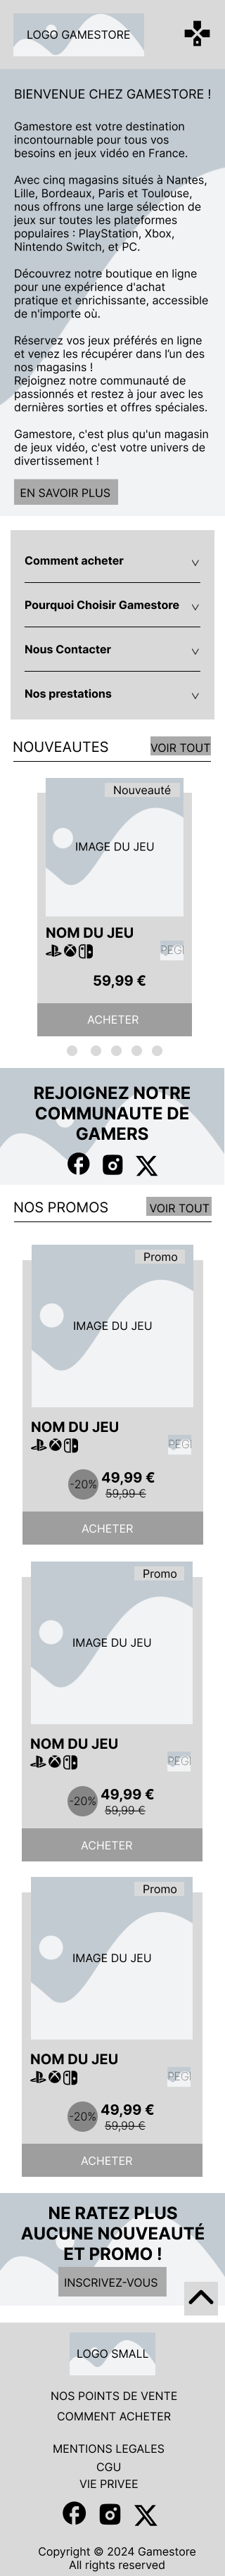 LOGO GAMESTORE
BIENVENUE CHEZ GAMESTORE !
Gamestore est votre destination
incontournable pour tous vos
besoins en jeux vidéo en France.
Avec cinq magasins situés à Nantes,
Lille, Bordeaux, Paris et Toulouse,
nous offrons une large sélection de
jeux sur toutes les plateformes
populaires : PlayStation, Xbox,
Nintendo Switch, et PC.
Découvrez notre boutique en ligne
pour une expérience d'achat
pratique et enrichissante, accessible
de n'importe où.
Réservez vos jeux préférés en ligne
et venez les récupérer dans l’un des
nos magasins !
Rejoignez notre communauté de
passionnés et restez à jour avec les
dernières sorties et offres spéciales.
Gamestore, c'est plus qu'un magasin
de jeux vidéo, c'est votre univers de
divertissement !
EN SAVOIR PLUS
Comment acheter
Pourquoi Choisir Gamestore
Nous Contacter
Nos prestations
NOUVEAUTES
VOIR TOUT
Nouveauté
IMAGE DU JEU
NOM DU JEU
PEGI
59,99 €
ACHETER
REJOIGNEZ NOTRE
COMMUNAUTE DE
GAMERS
NOS PROMOS
VOIR TOUT
Promo
IMAGE DU JEU
NOM DU JEU
PEGI
-20%
49,99 €
59,99 €
ACHETER
Promo
IMAGE DU JEU
NOM DU JEU
PEGI
-20%
49,99 €
59,99 €
ACHETER
Promo
IMAGE DU JEU
NOM DU JEU
PEGI
-20%
49,99 €
59,99 €
ACHETER
NE RATEZ PLUS
AUCUNE NOUVEAUTÉ
ET PROMO !
INSCRIVEZ-VOUS
LOGO SMALL
NOS POINTS DE VENTE
COMMENT ACHETER
MENTIONS LEGALES
CGU
VIE PRIVEE
Copyright © 2024 Gamestore
All rights reserved